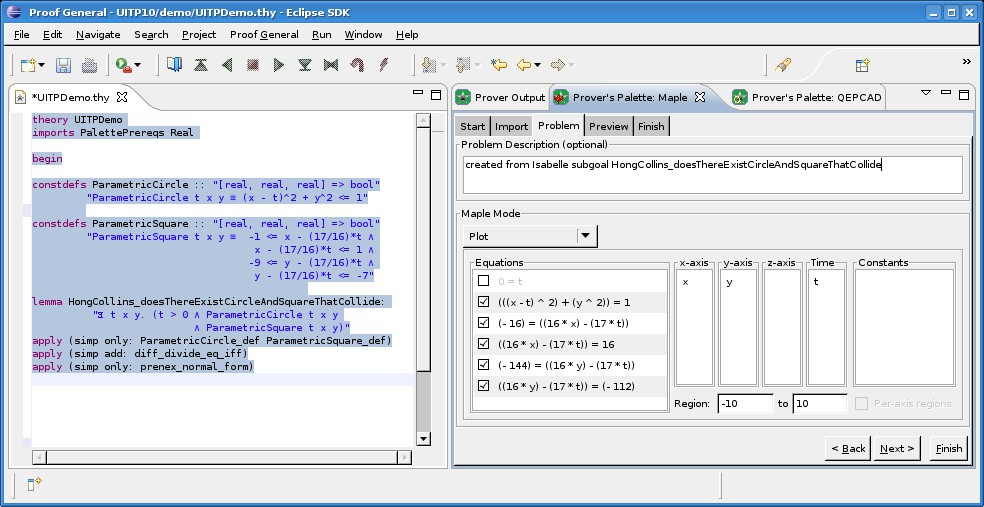 Proof General - UITP10/demo/UITPDemo.thy - Eclipse SDK
File Edit Navigate Search Project Proof General Run Window Help
*UITPDemo.thy
theory UITPDemo
imports PalettePrereqs Real
begin
constdefs ParametricCircle :: "[real, real, real] => bool"
"ParametricCircle t x y ≡ (x - t)^2 + y^2 <= 1"
constdefs ParametricSquare :: "[real, real, real] => bool"
"ParametricSquare t x y ≡ -1 <= x - (17/16)*t ∧
x - (17/16)*t <= 1 ∧
-9 <= y - (17/16)*t ∧
y - (17/16)*t <= -7"
lemma HongCollins_doesThereExistCircleAndSquareThatCollide:
"∃ t x y. (t > 0 ∧ ParametricCircle t x y
∧ ParametricSquare t x y)"
apply (simp only: ParametricCircle_def ParametricSquare_def)
apply (simp add: diff_divide_eq_iff)
apply (simp only: prenex_normal_form)
Prover Output Prover's Palette: Maple Prover's Palette: QEPCAD
Start Import Problem Preview Finish
Problem Description (optional)
created from Isabelle subgoal HongCollins_doesThereExistCircleAndSquareThatCollide
Maple Mode
Plot
Equations x-axis y-axis z-axis Time Constants
0 = t
x y t
(((x - t) ^ 2) + (y ^ 2)) = 1
(- 16) = ((16 * x) - (17 * t))
((16 * x) - (17 * t)) = 16
(- 144) = ((16 * y) - (17 * t))
((16 * y) - (17 * t)) = (- 112)
Region: -10 to 10 Per-axis regions
< Back Next > Finish